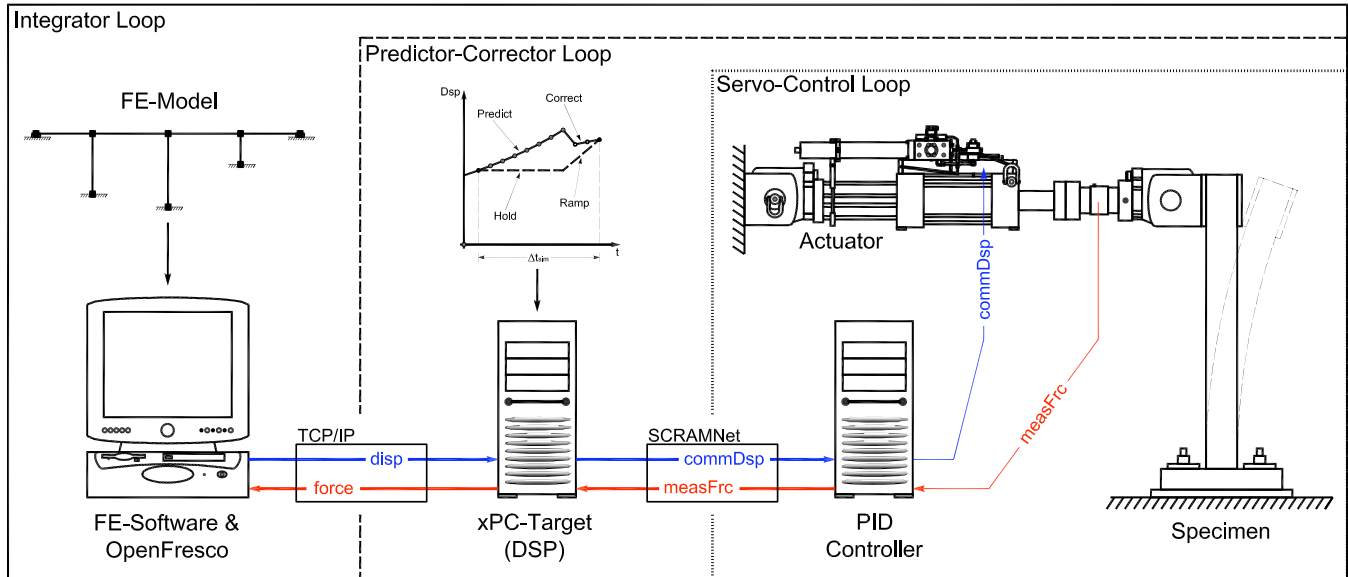 Integrator Loop
Predictor-Corrector Loop
Servo-Control Loop
FE-Model
Dsp
Predict
Correct
Hold
Ramp
t
Δtsim
Actuator
commDsp
measFrc
TCP/IP
disp
force
SCRAMNet
commDsp
measFrc
FE-Software &
OpenFresco
xPC-Target
(DSP)
PID
Controller
Specimen